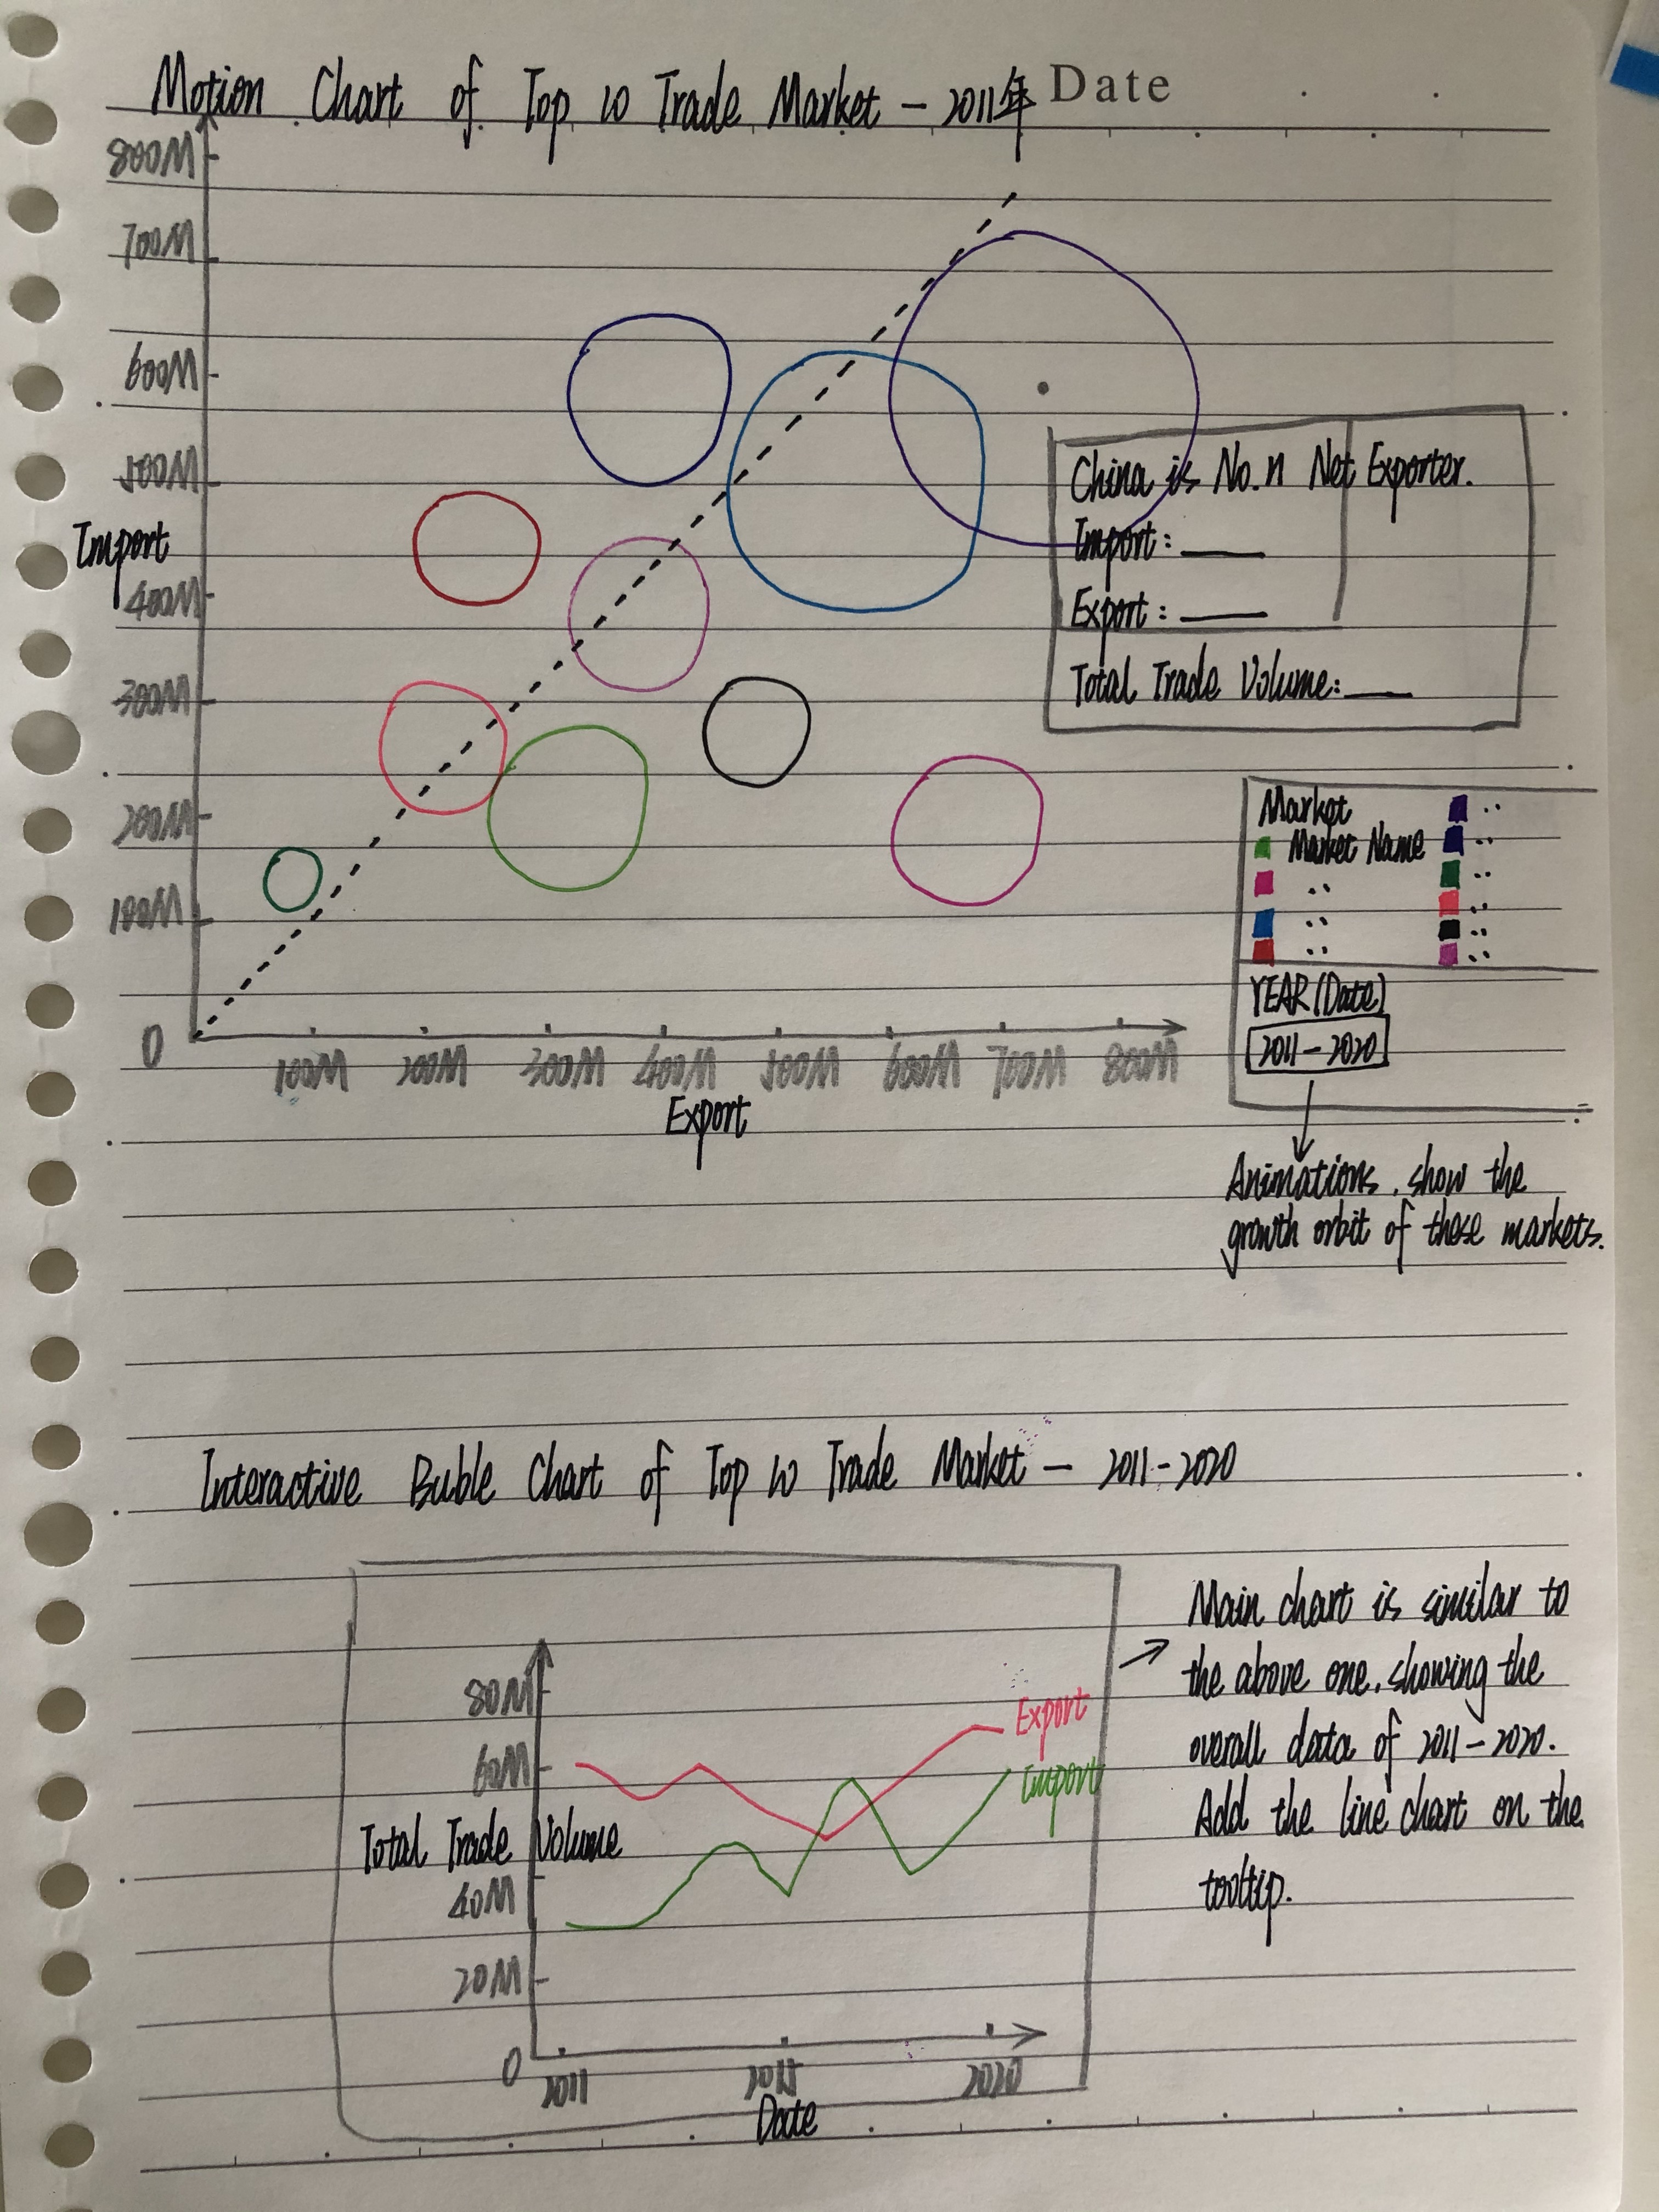 Motion Chart of Top 10 Trade Market – 2011年
Date
800M
700M
600M
500M
Import
400M
300M
200M
100M
0
100M 200M 300M 400M 500M 600M 700M 800M
Export
China is No.n Net Exporter.
Import:
Export:
Total Trade Volume:
Market
Market Name
YEAR (Date)
2011 – 2020
Animations. show the
growth orbit of these markets.
Interactive Buble Chart of Top 10 Trade Market – 2011-2020
80M
60M
Total Trade Volume
40M
20M
0
2011 2015 2020
Date
Export
Import
Main chart is similar to
the above one. showing the
overall data of 2011 – 2020.
Add the line chart on the
tooltip.